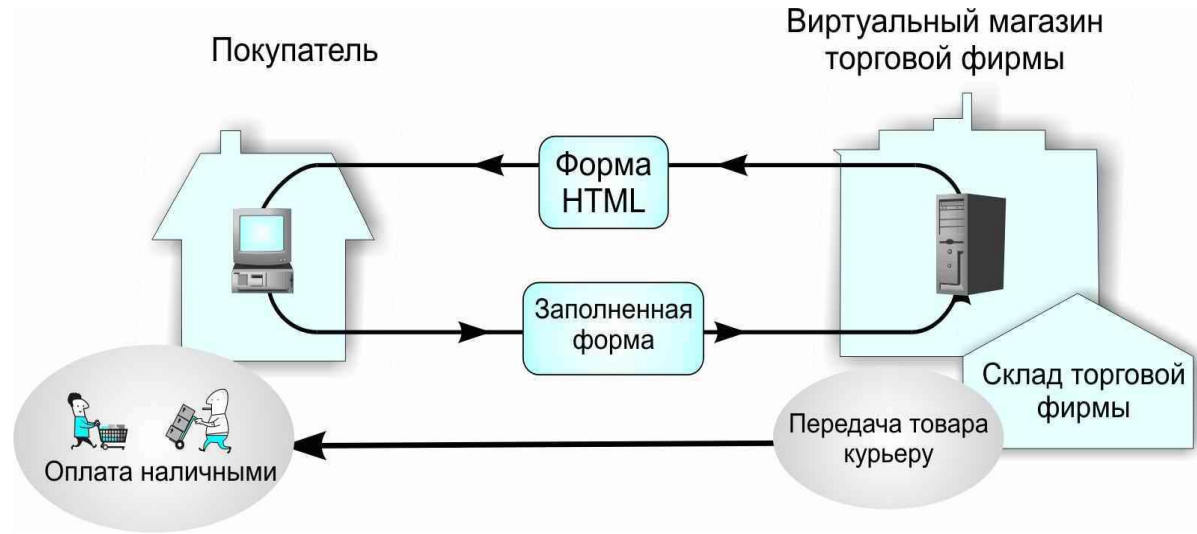 Покупатель
Виртуальный магазин
торговой фирмы
Форма
HTML
Заполненная
форма
Склад торговой
фирмы
Передача товара
курьеру
Оплата наличными